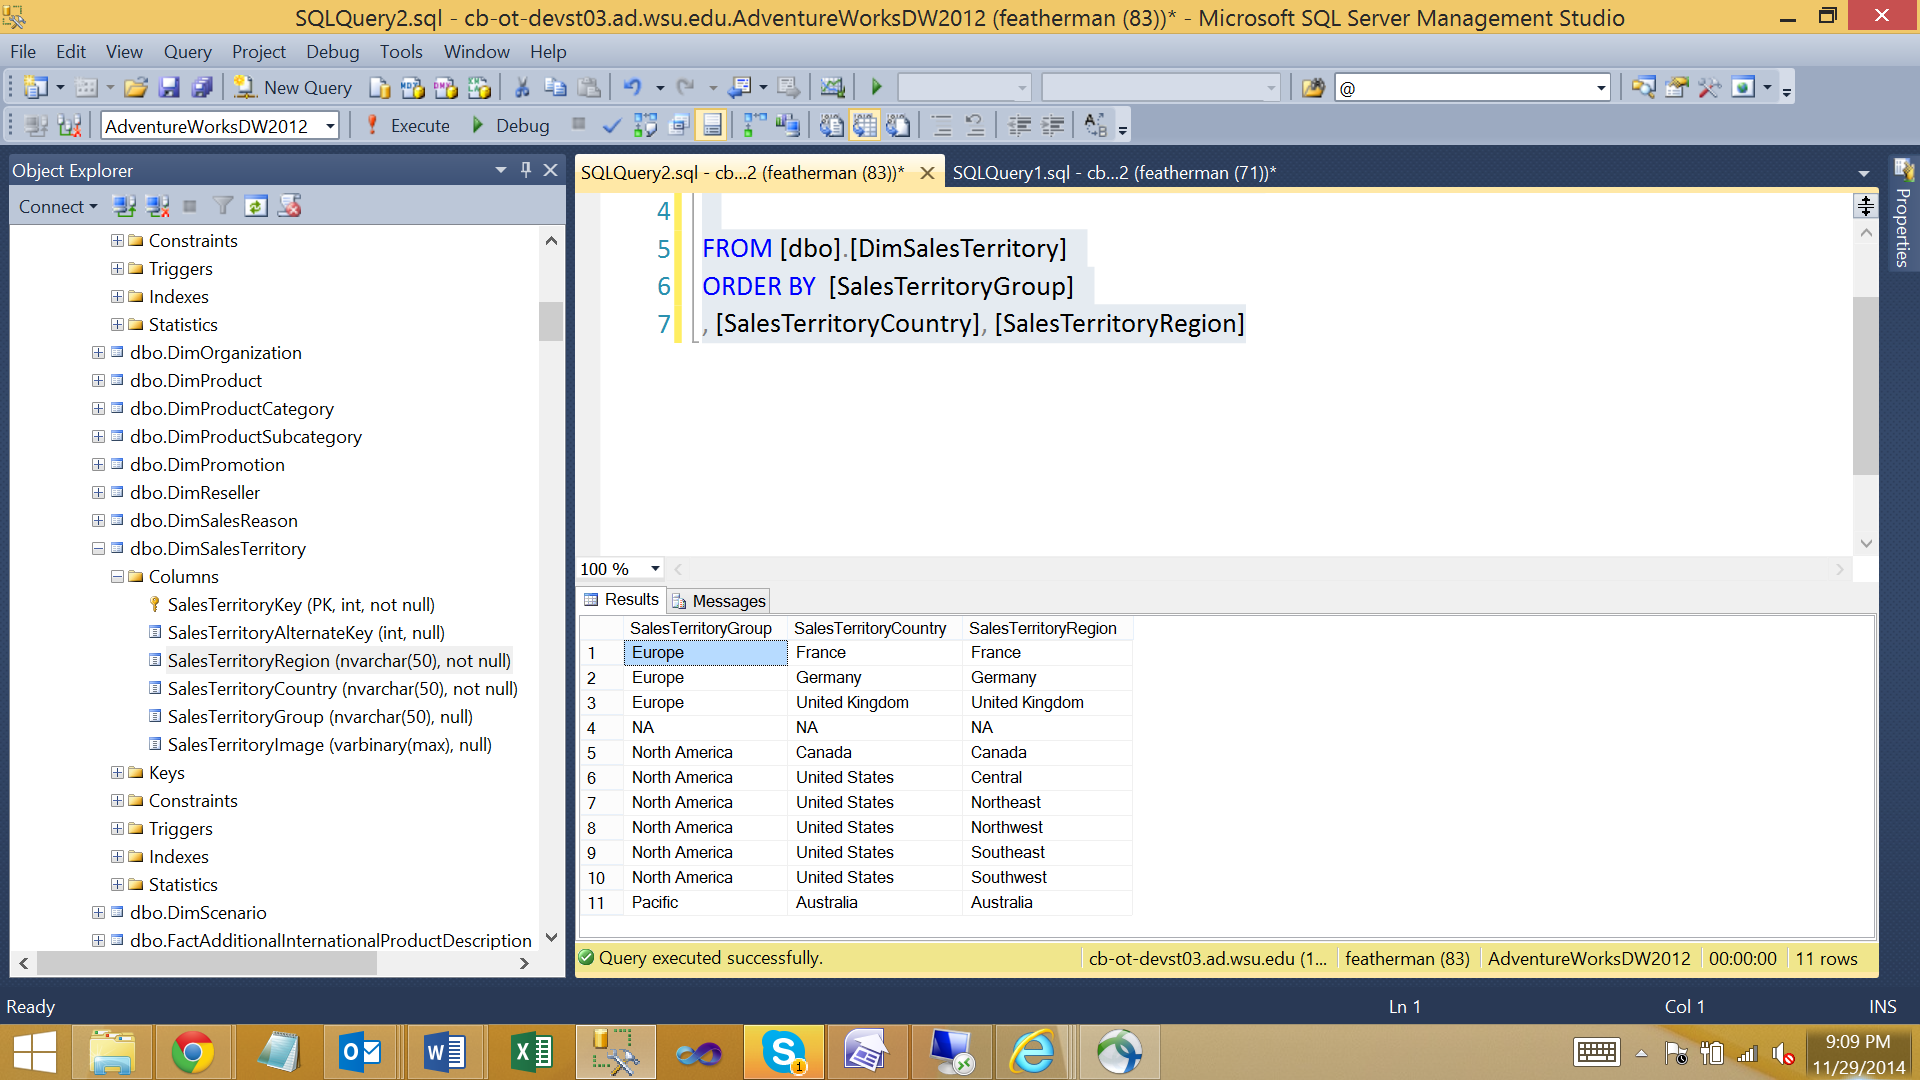 SQLQuery2.sql - cb-ot-devst03.ad.wsu.edu.AdventureWorksDW2012 (featherman (83))* - Microsoft SQL Server Management Studio
File Edit View Query Project Debug Tools Window Help
New Query @
AdventureWorksDW2012 Execute Debug
Object Explorer
Connect
Constraints
Triggers
Indexes
Statistics
dbo.DimOrganization
dbo.DimProduct
dbo.DimProductCategory
dbo.DimProductSubcategory
dbo.DimPromotion
dbo.DimReseller
dbo.DimSalesReason
dbo.DimSalesTerritory
Columns
SalesTerritoryKey (PK, int, not null)
SalesTerritoryAlternateKey (int, null)
SalesTerritoryRegion (nvarchar(50), not null)
SalesTerritoryCountry (nvarchar(50), not null)
SalesTerritoryGroup (nvarchar(50), null)
SalesTerritoryImage (varbinary(max), null)
Keys
Constraints
Triggers
Indexes
Statistics
dbo.DimScenario
dbo.FactAdditionalInternationalProductDescription
SQLQuery2.sql - cb...2 (featherman (83))* SQLQuery1.sql - cb...2 (featherman (71))*
4
5 FROM [dbo].[DimSalesTerritory]
6 ORDER BY [SalesTerritoryGroup]
7 , [SalesTerritoryCountry], [SalesTerritoryRegion]
100 %
Results Messages
SalesTerritoryGroup SalesTerritoryCountry SalesTerritoryRegion
1 Europe France France
2 Europe Germany Germany
3 Europe United Kingdom United Kingdom
4 NA NA NA
5 North America Canada Canada
6 North America United States Central
7 North America United States Northeast
8 North America United States Northwest
9 North America United States Southeast
10 North America United States Southwest
11 Pacific Australia Australia
Query executed successfully. cb-ot-devst03.ad.wsu.edu (1... featherman (83) AdventureWorksDW2012 00:00:00 11 rows
Properties
Ready Ln 1 Col 1 INS
9:09 PM
11/29/2014